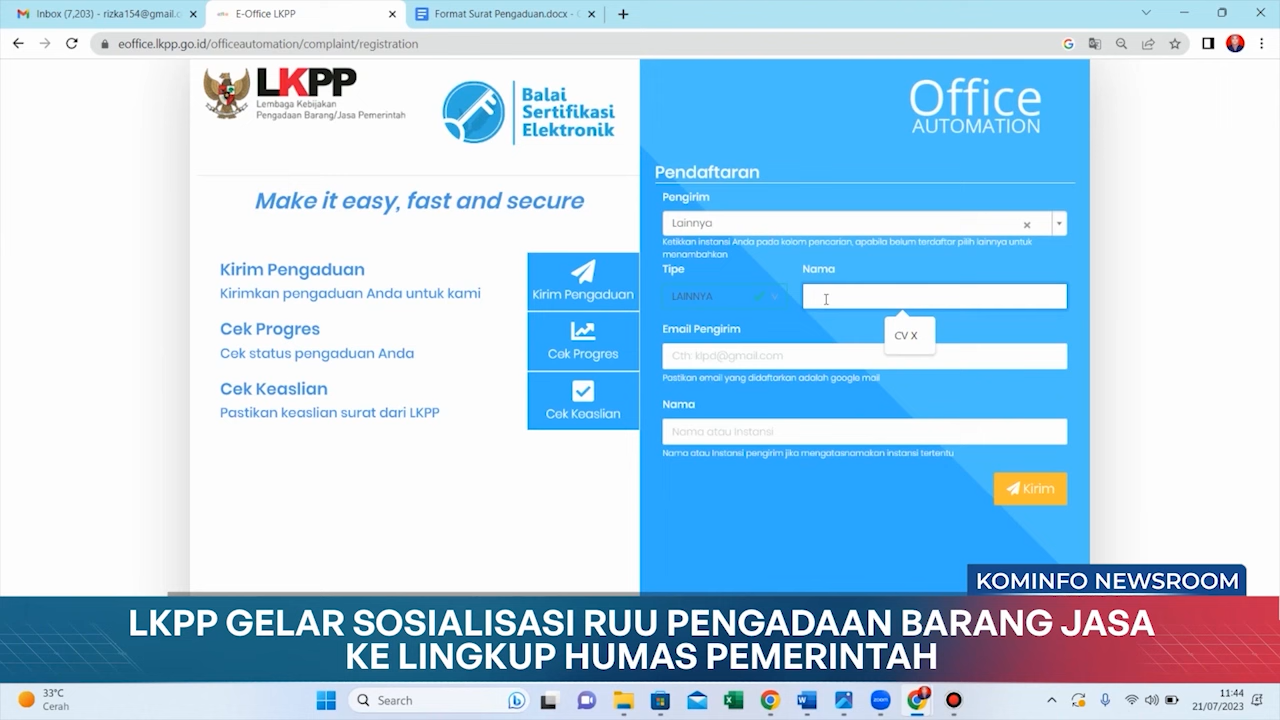 Inbox (7,203) - rizka154@gmail.c
E-Office LKPP
Format Surat Pengaduan.docx - G
eoffice.lkpp.go.id/officeautomation/complaint/registration
LKPP
Lembaga Kebijakan
Pengadaan Barang/Jasa Pemerintah
Balai
Sertifikasi
Elektronik
Make it easy, fast and secure
Kirim Pengaduan
Kirimkan pengaduan Anda untuk kami
Kirim Pengaduan
Cek Progres
Cek status pengaduan Anda
Cek Progres
Cek Keaslian
Pastikan keaslian surat dari LKPP
Cek Keaslian
Office
AUTOMATION
Pendaftaran
Pengirim
Lainnya
Ketikkan Instansi Anda pada kolom pencarian, apabila belum terdaftar pilih lainnya untuk
menambahkan
Tipe
Nama
LAINNYA
CV X
Email Pengirim
Cth: klpd@gmail.com
Pastikan email yang didaftarkan adalah google mail
Nama
Nama atau Instansi
Nama atau Instansi pengirim jika mengatasnamakan instansi tertentu
Kirim
KOMINFO NEWSROOM
LKPP GELAR SOSIALISASI RUU PENGADAAN BARANG JASA
KE LINGKUP HUMAS PEMERINTAH
33°C
Cerah
Search
11:44
21/07/2023